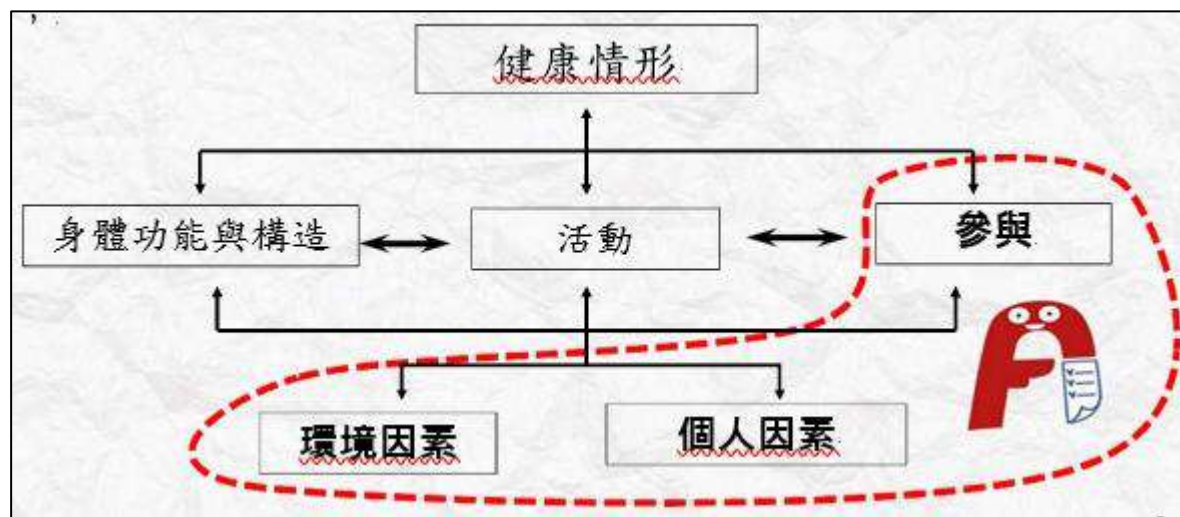 健康情形
身體功能與構造
活動
參與
環境因素
個人因素